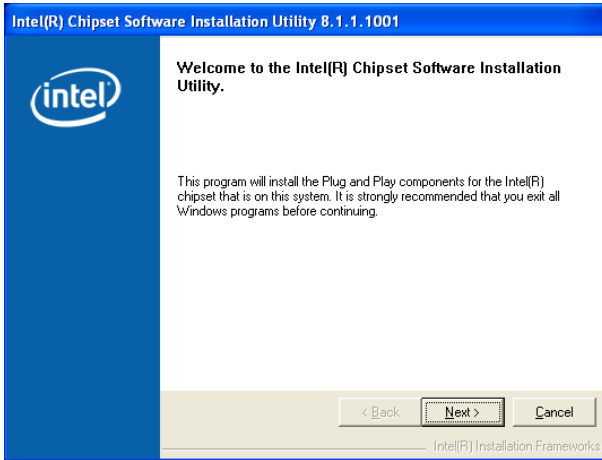 Intel(R) Chipset Software Installation Utility 8.1.1.1001
intel
Welcome to the Intel(R) Chipset Software Installation
Utility.
This program will install the Plug and Play components for the Intel(R)
chipset that is on this system. It is strongly recommended that you exit all
Windows programs before continuing.
< Back
Next >
Cancel
Intel(R) Installation Frameworks